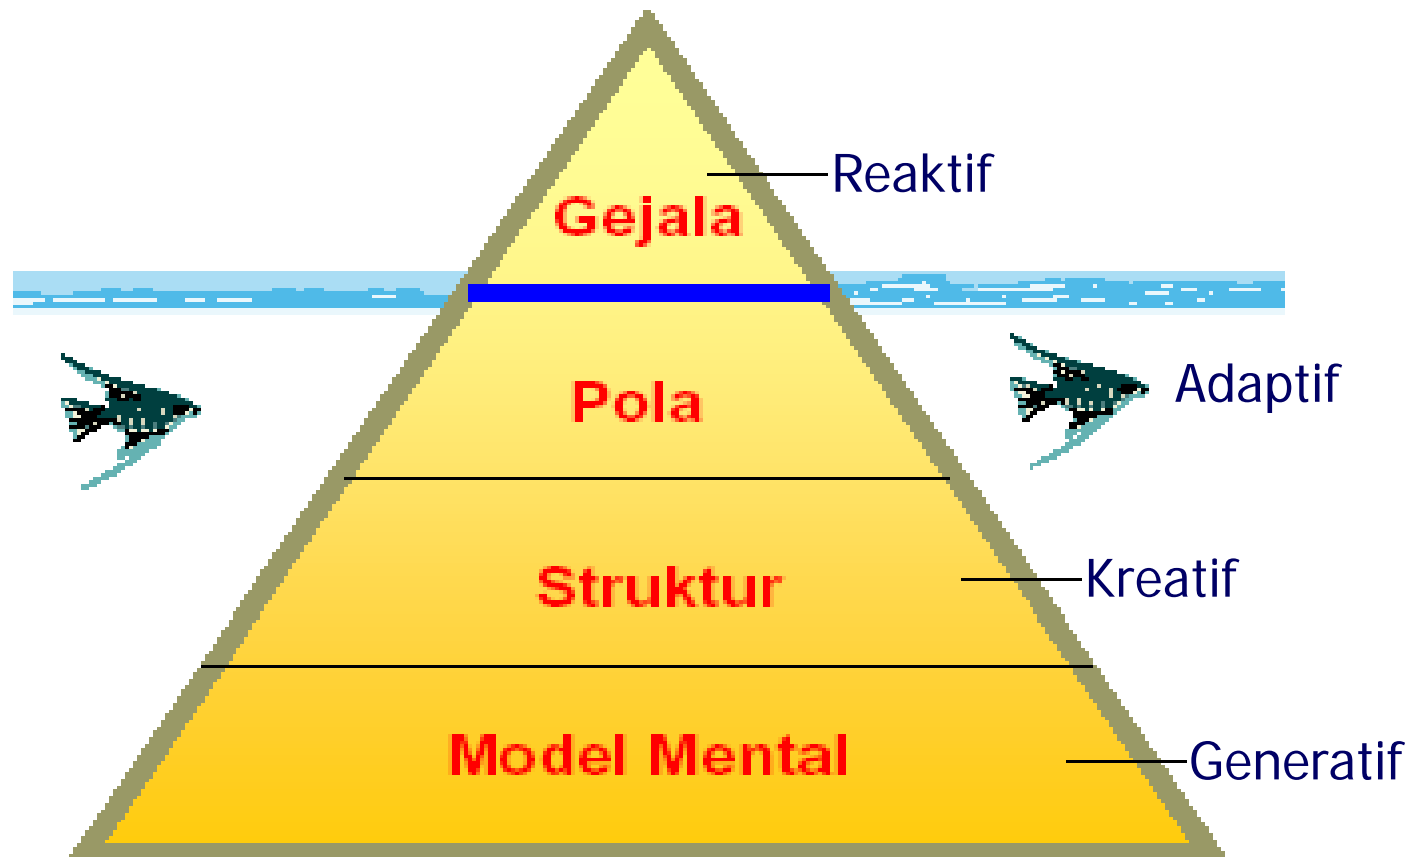 Reaktif
Gejala
Pola
Adaptif
Struktur
Kreatif
Model Mental
Generatif